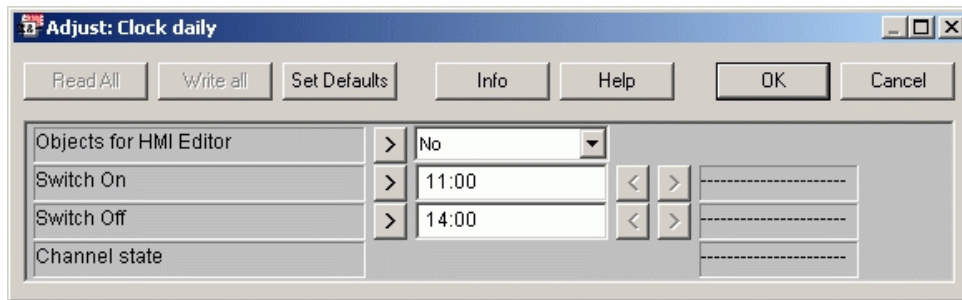 Adjust: Clock daily
Read All Write all Set Defaults Info Help OK Cancel
Objects for HMI Editor > No
Switch On > 11:00 < > ---------------------
Switch Off > 14:00 < > ---------------------
Channel state ---------------------